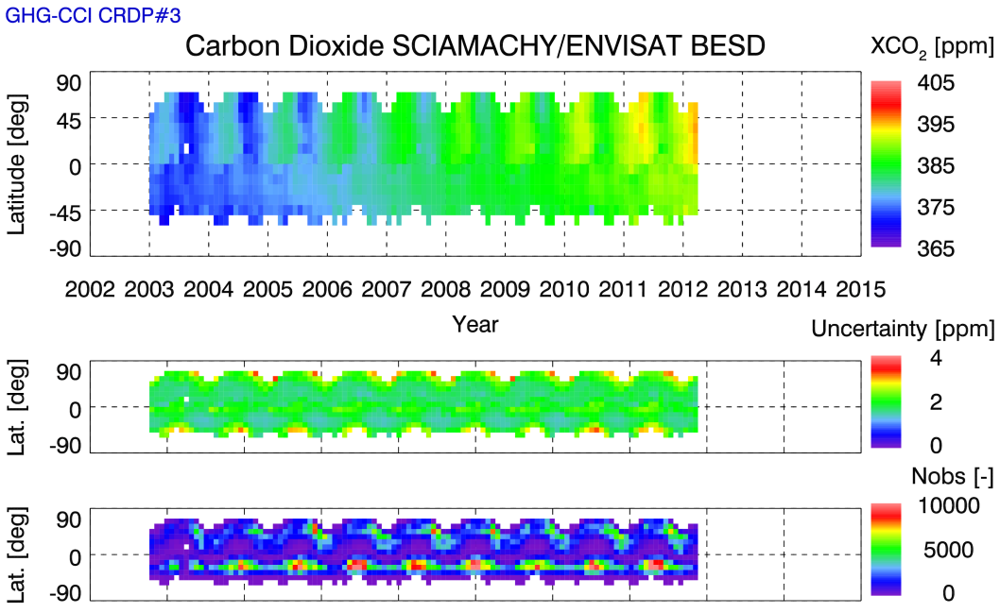 GHG-CCI CRDP#3
Carbon Dioxide SCIAMACHY/ENVISAT BESD
XCO₂ [ppm]
Latitude [deg]
90
45
0
-45
-90
405
395
385
375
365
2002 2003 2004 2005 2006 2007 2008 2009 2010 2011 2012 2013 2014 2015
Year
Uncertainty [ppm]
Lat. [deg]
90
0
-90
4
2
0
Nobs [-]
Lat. [deg]
90
0
-90
10000
5000
0